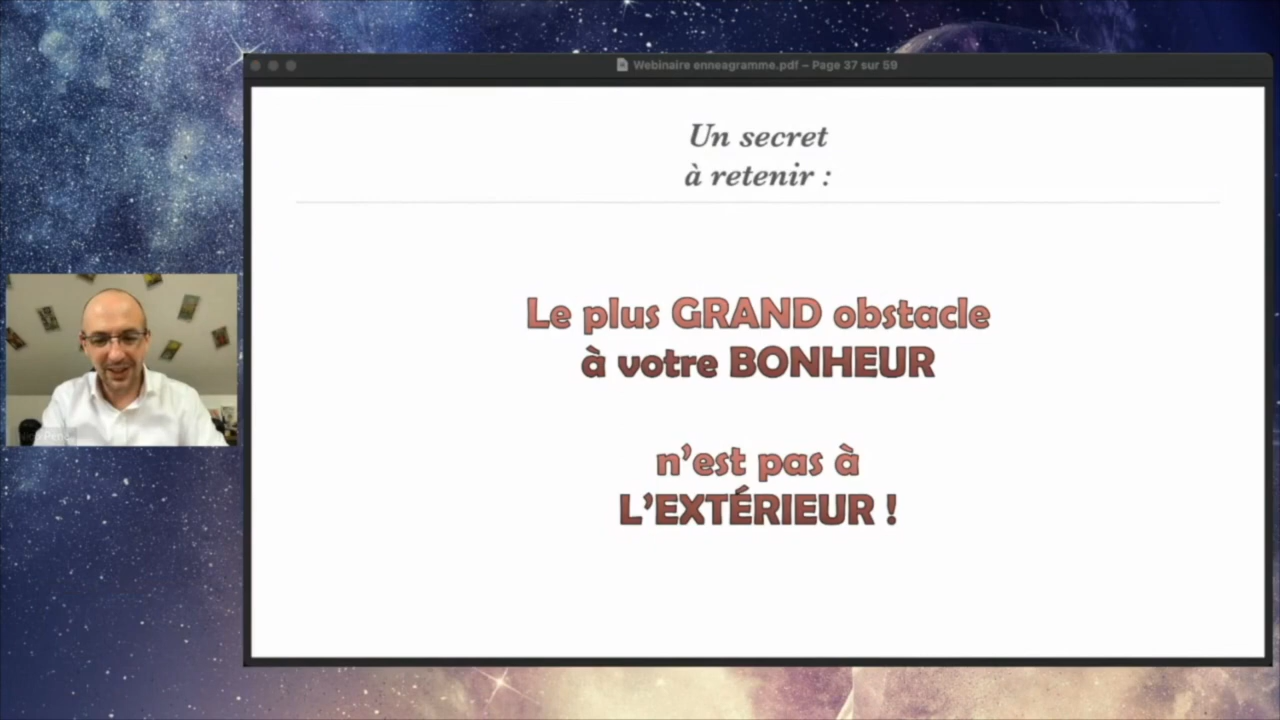 Webinaire enneagramme.pdf – Page 37 sur 59
Un secret
à retenir :
Le plus GRAND obstacle
à votre BONHEUR
n’est pas à
L’EXTÉRIEUR !